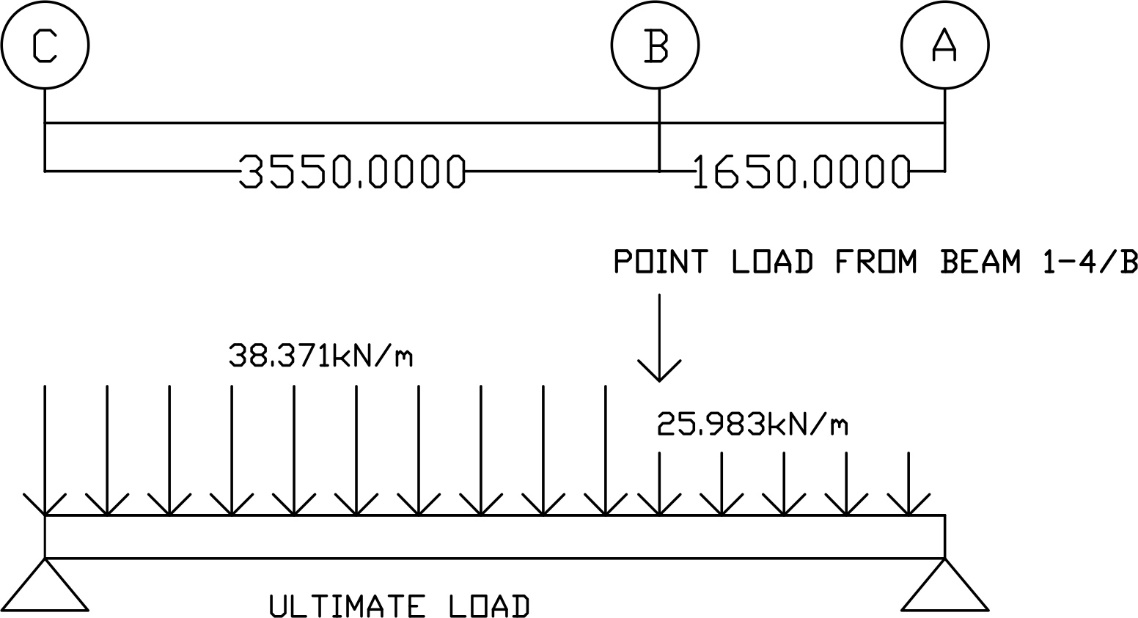 C B A
3550.0000 1650.0000
POINT LOAD FROM BEAM 1-4/B
38.371kN/m
25.983kN/m
ULTIMATE LOAD